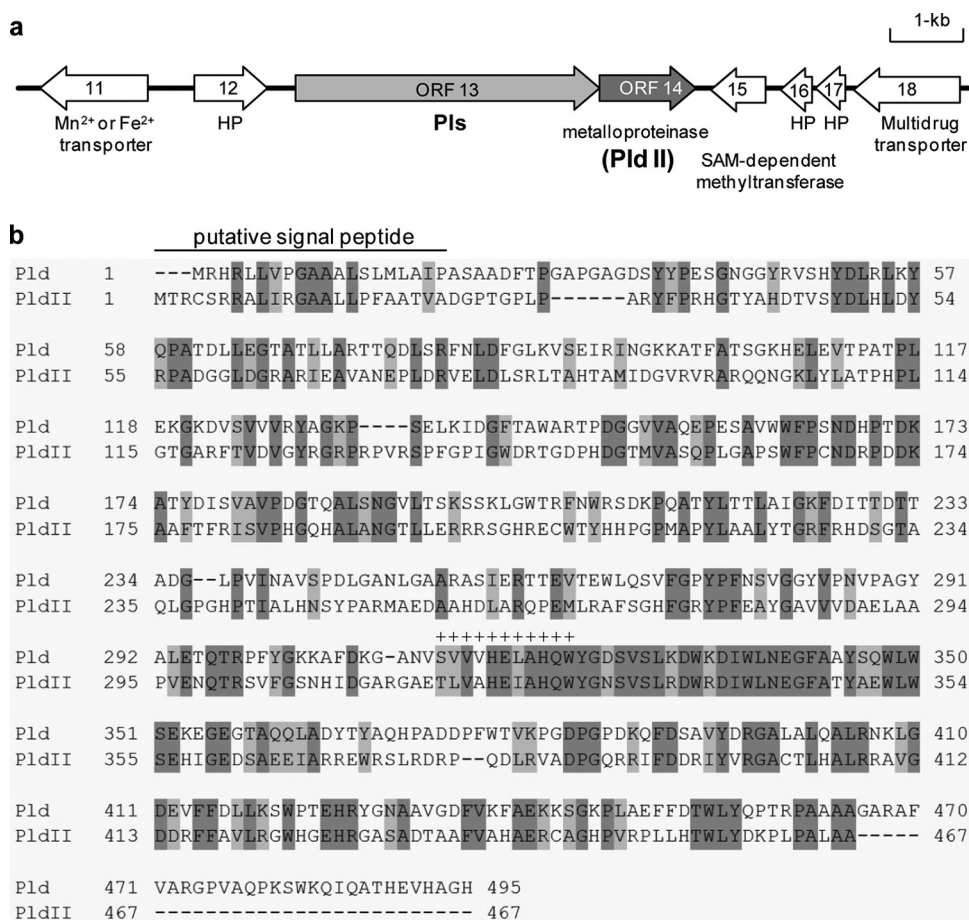 a
1-kb
11 12 ORF 13 ORF 14 15 16 17 18
Mn2+ or Fe2+ transporter
HP
Pls
metalloproteinase
(Pld II)
SAM-dependent methyltransferase
HP HP
Multidrug transporter
b
putative signal peptide
Pld 1 ---MRHRLLVPGAAALSLMLAIPASAADFTPGAPGAGDSYYPESGNGGYRVSHYDLRLKY 57
PldII 1 MTRCSRRALIRGAALLPFAATVADGPTGPLP------ARYFPRHGTYAHDTVSYDLHLDY 54
Pld 58 QPATDLLEGTATLLARTTQDLSRFNLDFGLKVSEIRINGKKATFATSGKHELEVTPATPL 117
PldII 55 RPADGGLDGRARIEAVANEPLDRVELDLSRLTAHTAMIDGVRVRARQQNGKLYLATPHPL 114
Pld 118 EKGKDVSVVVRYAGKP----SELKIDGFTAWARTPDGGVVAQEPESAVWWFPSNDHPTDK 173
PldII 115 GTGARFTVDVGYRGRPRPVRSPFGPIGWDRTGDPHDGTMVASQPLGAPSWFPCNDRPDDK 174
Pld 174 ATYDISVAVPDGTQALSNGVLTSKSSKLGWTRFNWRSDKPQATYLTTLAIGKFDITTDTT 233
PldII 175 AAFTFRISVPHGQHALANGTLLERRRSGHRECWTYHHPGPMAPYLAALYTGRFRHDSGTA 234
Pld 234 ADG--LPVINAVSPDLGANLGAARASIERTTEVTEWLQSVFGPYPFNSVGGYVPNVPAGY 291
PldII 235 QLGPGHPTIALHNSYPARMAEDAAHDLARQPEMLRAFSGHFGRYPFEAYGAVVVDAELAA 294
+++++++++++
Pld 292 ALETQTRPFYGKKAFDKG-ANVSVVVHELAHQWYGDSVSLKDWKDIWLNEGFAAYSQWLW 350
PldII 295 PVENQTRSVFGSNHIDGARGAETLVAHEIAHQWYGNSVSLRDWRDIWLNEGFATYAEWLW 354
Pld 351 SEKEGEGTAQQLADYTYAQHPADDPFWTVKPGDPGPDKQFDSAVYDRGALALQALRNKLG 410
PldII 355 SEHIGEDSAEEIARREWRSLRDRP--QDLRVADPGQRRIFDDRIYVRGACTLHALRRAVG 412
Pld 411 DEVFFDLLKSWPTEHRYGNAAVGDFVKFAEKKSGKPLAEFFDTWLYQPTRPAAAAGARAF 470
PldII 413 DDRFFAVLRGWHGEHRGASADTAAFVAHAERCAGHPVRPLLHTWLYDKPLPALAA----- 467
Pld 471 VARGPVAQPKSWKQIQATHEVHAGH 495
PldII 467 ------------------------- 467